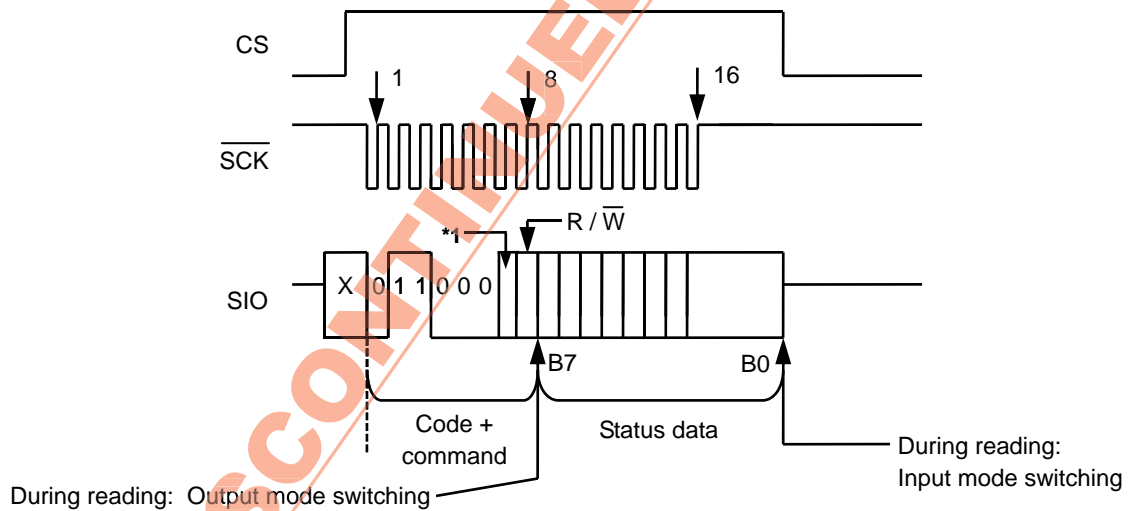 CS
1
8
16
SCK
*1
R / W
SIO
X 0 1 1 0 0 0
B7
B0
Code +
command
Status data
During reading:
Input mode switching
During reading: Output mode switching
SCONTINUE